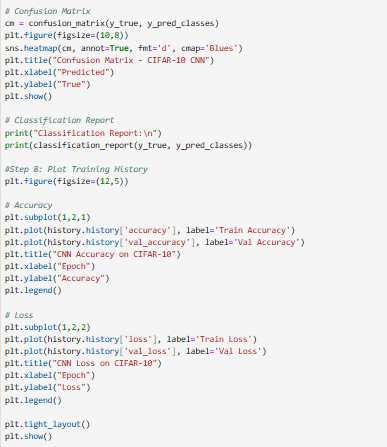 # Confusion Matrix
cm = confusion_matrix(y_true, y_pred_classes)
plt.figure(figsize=(10,8))
sns.heatmap(cm, annot=True, fmt='d', cmap='Blues')
plt.title("Confusion Matrix - CIFAR-10 CNN")
plt.xlabel("Predicted")
plt.ylabel("True")
plt.show()

# Classification Report
print("Classification Report:\n")
print(classification_report(y_true, y_pred_classes))

#Step 8: Plot Training History
plt.figure(figsize=(12,5))

# Accuracy
plt.subplot(1,2,1)
plt.plot(history.history['accuracy'], label='Train Accuracy')
plt.plot(history.history['val_accuracy'], label='Val Accuracy')
plt.title("CNN Accuracy on CIFAR-10")
plt.xlabel("Epoch")
plt.ylabel("Accuracy")
plt.legend()

# Loss
plt.subplot(1,2,2)
plt.plot(history.history['loss'], label='Train Loss')
plt.plot(history.history['val_loss'], label='Val Loss')
plt.title("CNN Loss on CIFAR-10")
plt.xlabel("Epoch")
plt.ylabel("Loss")
plt.legend()

plt.tight_layout()
plt.show()